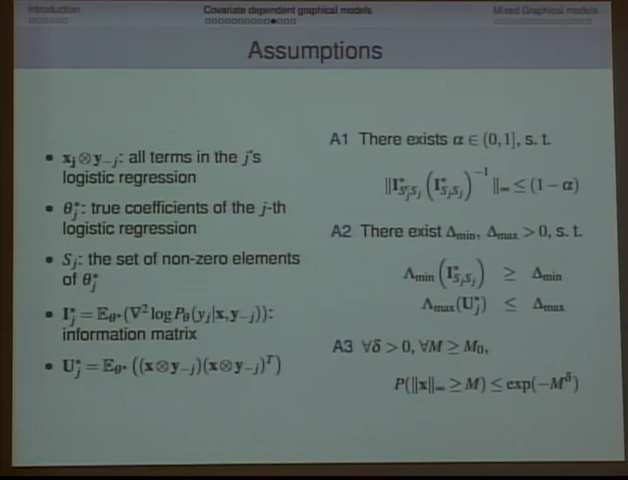 Introduction
Covariate dependent graphical models
Mixed Graphical models
Assumptions
• x_j ⊗ y_{−j}: all terms in the j's
logistic regression
• θ*_j: true coefficients of the j-th
logistic regression
• S_j: the set of non-zero elements
of θ*_j
• I*_j = 𝔼_{θ*}(∇² log P_θ(y_j|x, y_{−j})):
information matrix
• U*_j = 𝔼_{θ*}((x ⊗ y_{−j})(x ⊗ y_{−j})^T)
A1 There exists α ∈ (0, 1], s. t.
‖I*_{S^c_j S_j}(I*_{S_j S_j})^{−1}‖_∞ ≤ (1 − α)
A2 There exist Δ_min, Δ_max > 0, s. t.
Λ_min(I*_{S_j S_j}) ≥ Δ_min
Λ_max(U*_j) ≤ Δ_max
A3 ∀δ > 0, ∀M ≥ M_0,
P(‖x‖_∞ ≥ M) ≤ exp(−M^δ)